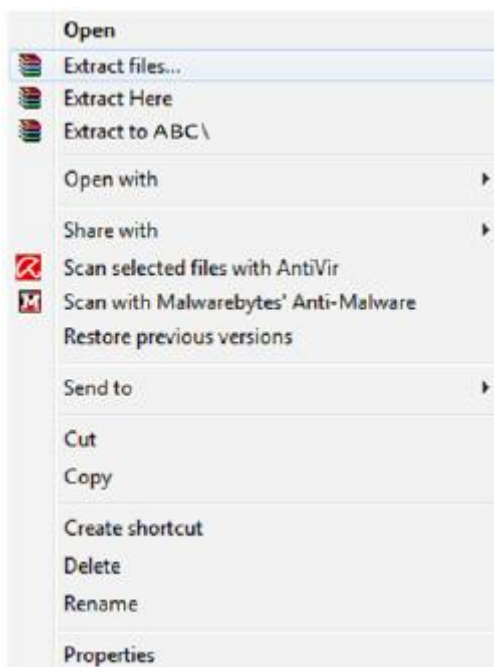 Open
Extract files...
Extract Here
Extract to ABC\
Open with
Share with
Scan selected files with AntiVir
Scan with Malwarebytes' Anti-Malware
Restore previous versions
Send to
Cut
Copy
Create shortcut
Delete
Rename
Properties